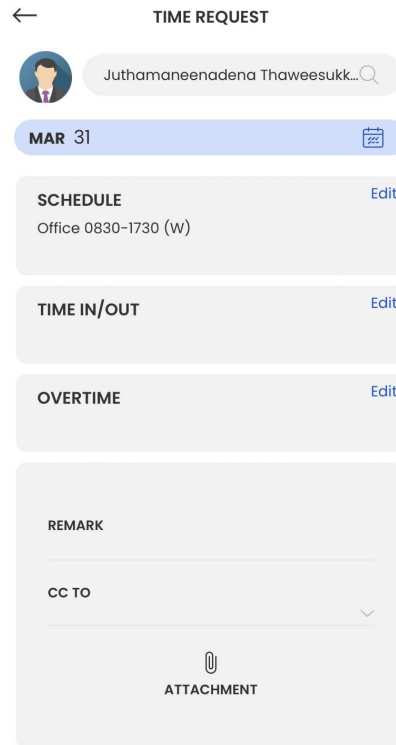 TIME REQUEST
Juthamaneenadena Thaweesukk...
MAR 31
SCHEDULE
Edit
Office 0830-1730 (W)
TIME IN/OUT
Edit
OVERTIME
Edit
REMARK
CC TO
ATTACHMENT